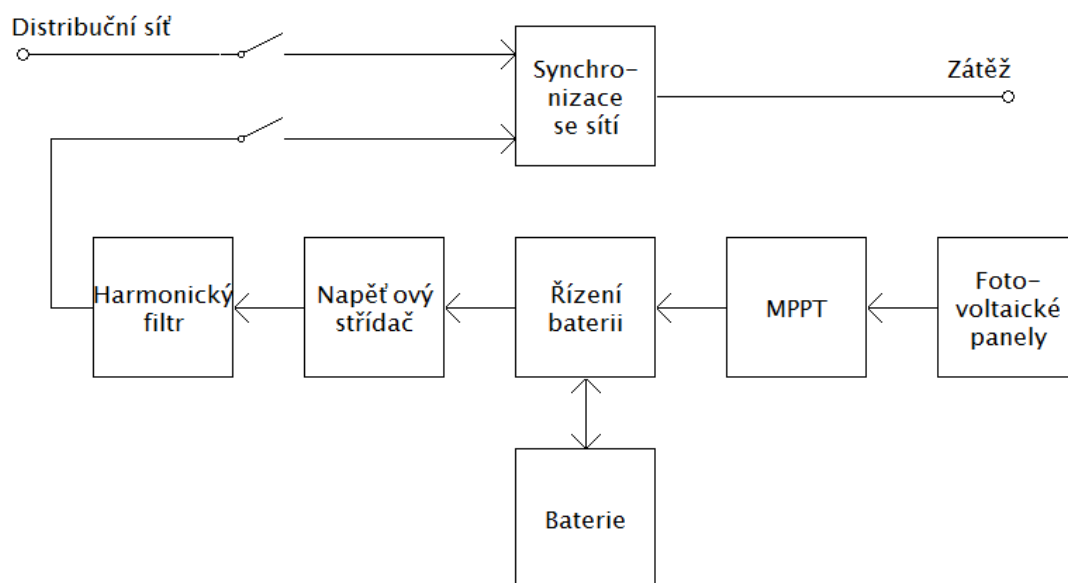 Distribuční síť
Synchro-
nizace
se sítí
Zátěž
Harmonický
filtr
Napěťový
střídač
Řízení
baterii
MPPT
Foto-
voltaické
panely
Baterie